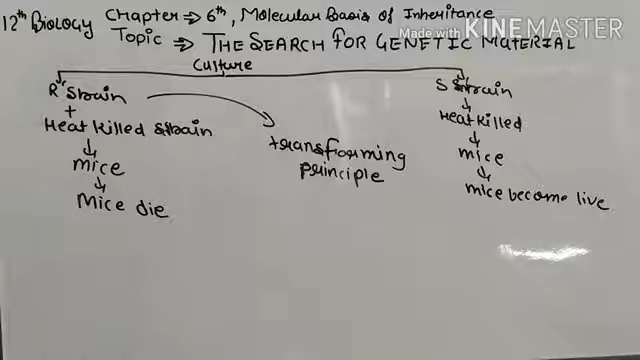 12th Biology Chapter ⇒ 6th, Molecular Basis of Inheritance
Topic ⇒ THE SEARCH FOR GENETIC MATERIAL
Made with KINEMASTER
Culture
R strain
+
Heat killed strain
↓
mice
↓
Mice die
transforming
principle
S strain
↓
Heat killed
↓
mice
↓
mice become live